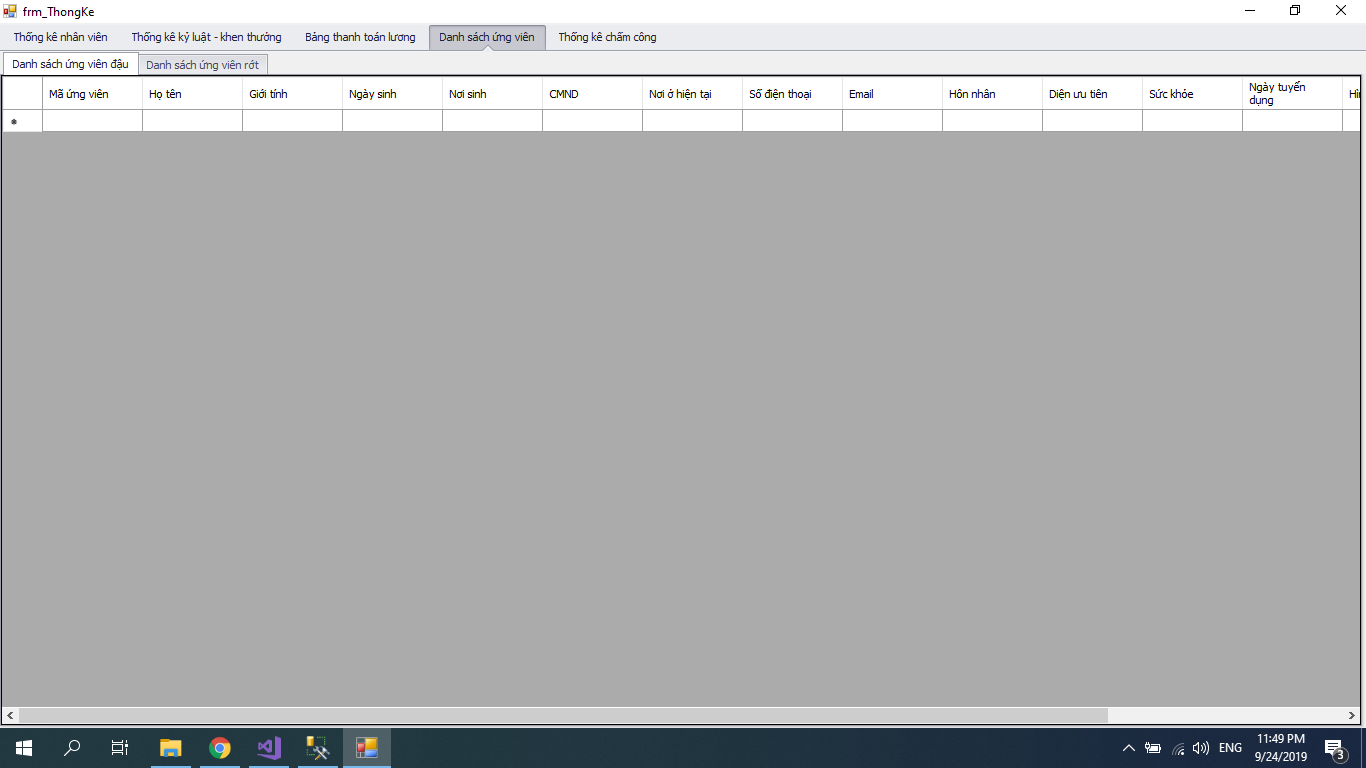 frm_ThongKe
Thống kê nhân viên Thống kê kỷ luật - khen thưởng Bảng thanh toán lương Danh sách ứng viên Thống kê chấm công
Danh sách ứng viên đậu Danh sách ứng viên rớt
Mã ứng viên Họ tên Giới tính Ngày sinh Nơi sinh CMND Nơi ở hiện tại Số điện thoại Email Hôn nhân Diện ưu tiên Sức khỏe Ngày tuyển
dụng
ENG
11:49 PM
9/24/2019
3